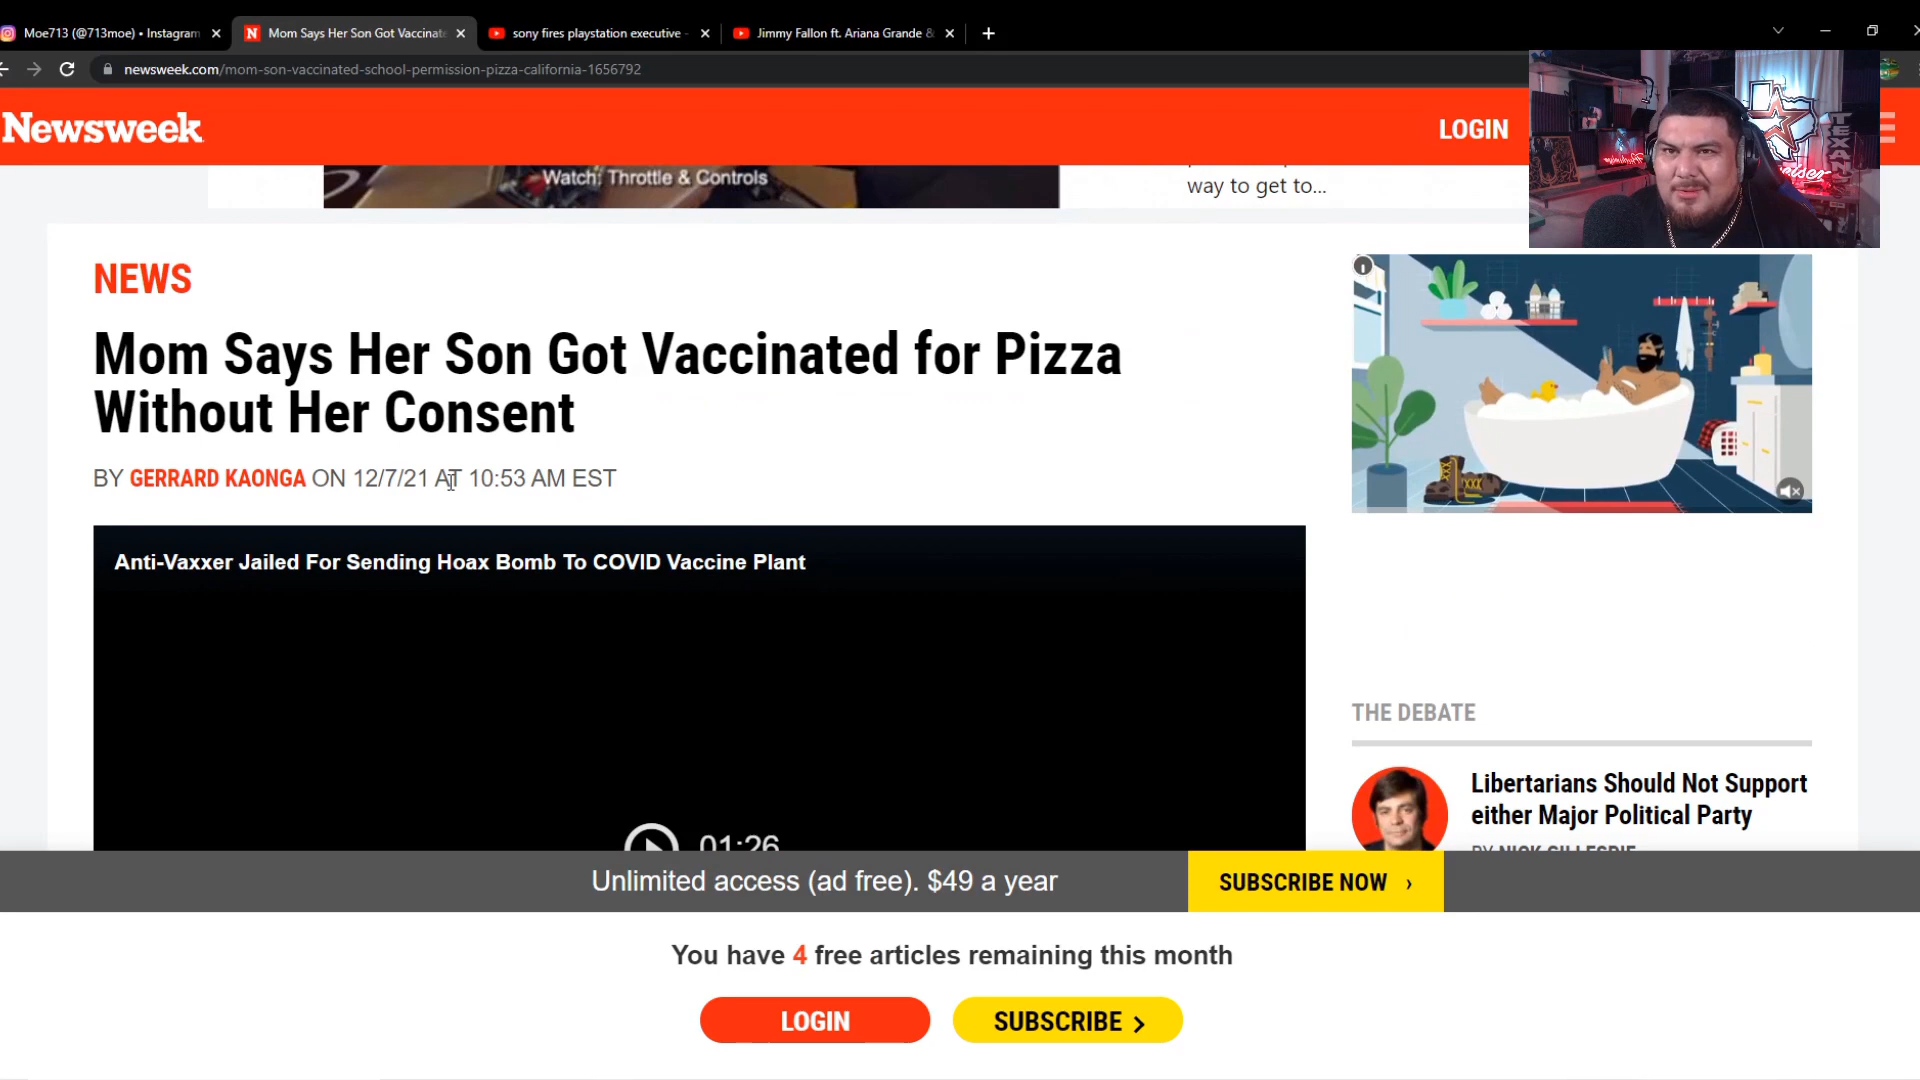 Moe713 (@713moe) • Instagram
Mom Says Her Son Got Vaccinate
sony fires playstation executive -
Jimmy Fallon ft. Ariana Grande &
newsweek.com/mom-son-vaccinated-school-permission-pizza-california-1656792
Newsweek
LOGIN
TEXANS
Watch: Throttle & Controls
way to get to...
NEWS
Mom Says Her Son Got Vaccinated for Pizza
Without Her Consent
BY GERRARD KAONGA ON 12/7/21 AT 10:53 AM EST
Anti-Vaxxer Jailed For Sending Hoax Bomb To COVID Vaccine Plant
01:26
THE DEBATE
Libertarians Should Not Support
either Major Political Party
BY NICK GILLESPIE
Unlimited access (ad free). $49 a year
SUBSCRIBE NOW ›
You have 4 free articles remaining this month
LOGIN
SUBSCRIBE